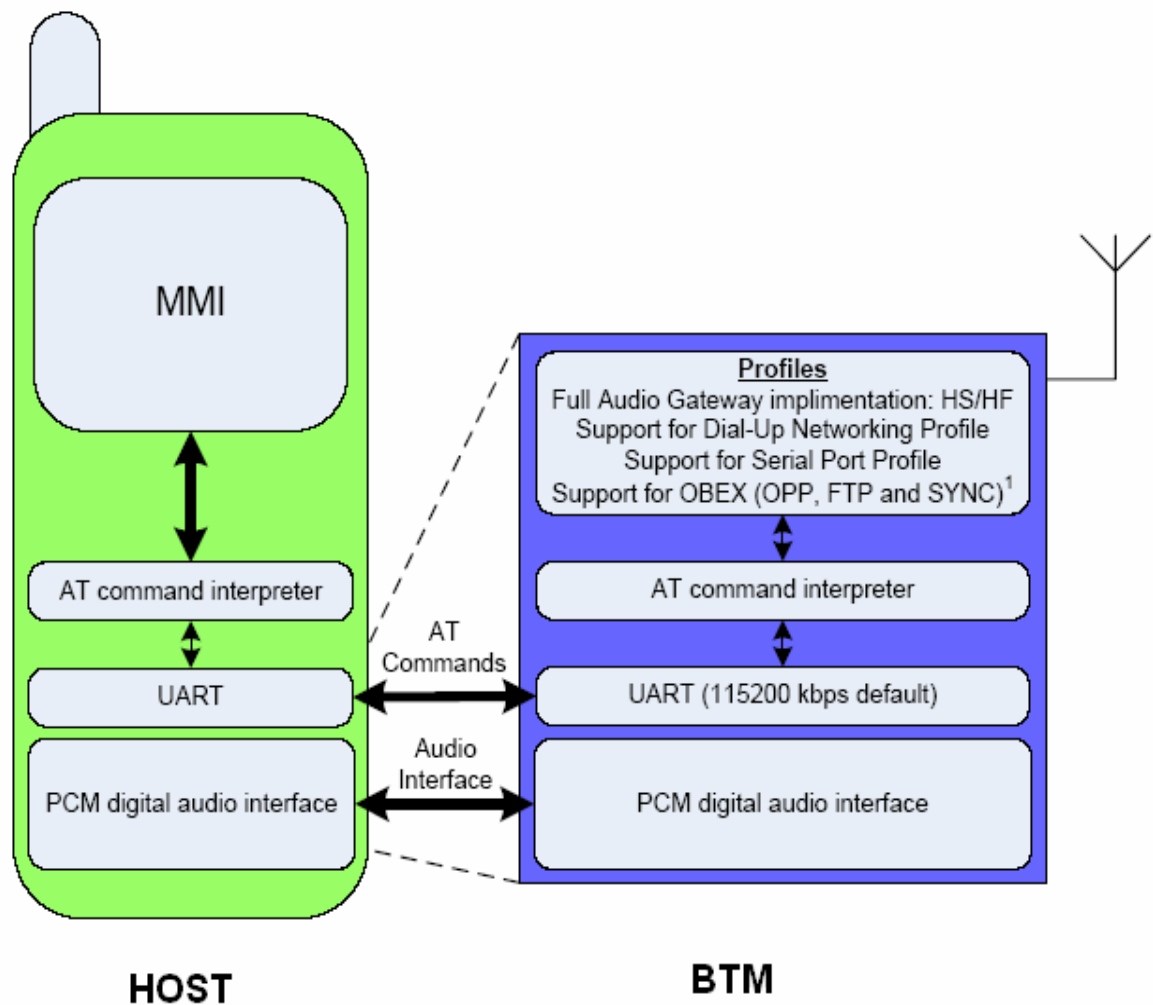 MMI
AT command interpreter
UART
PCM digital audio interface
HOST
AT
Commands
Audio
Interface
Profiles
Full Audio Gateway implimentation: HS/HF
Support for Dial-Up Networking Profile
Support for Serial Port Profile
Support for OBEX (OPP, FTP and SYNC)¹
AT command interpreter
UART (115200 kbps default)
PCM digital audio interface
BTM